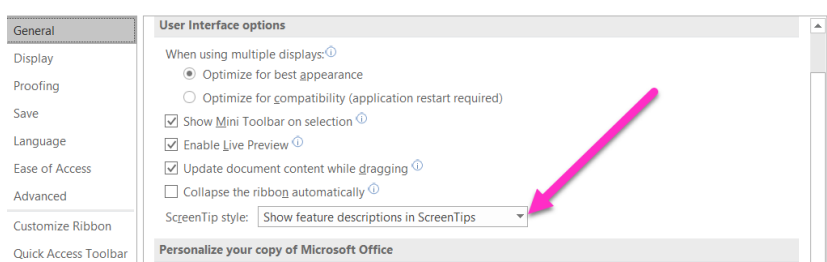 General
Display
Proofing
Save
Language
Ease of Access
Advanced
Customize Ribbon
Quick Access Toolbar
User Interface options
When using multiple displays:
Optimize for best appearance
Optimize for compatibility (application restart required)
Show Mini Toolbar on selection
Enable Live Preview
Update document content while dragging
Collapse the ribbon automatically
ScreenTip style: Show feature descriptions in ScreenTips
Personalize your copy of Microsoft Office